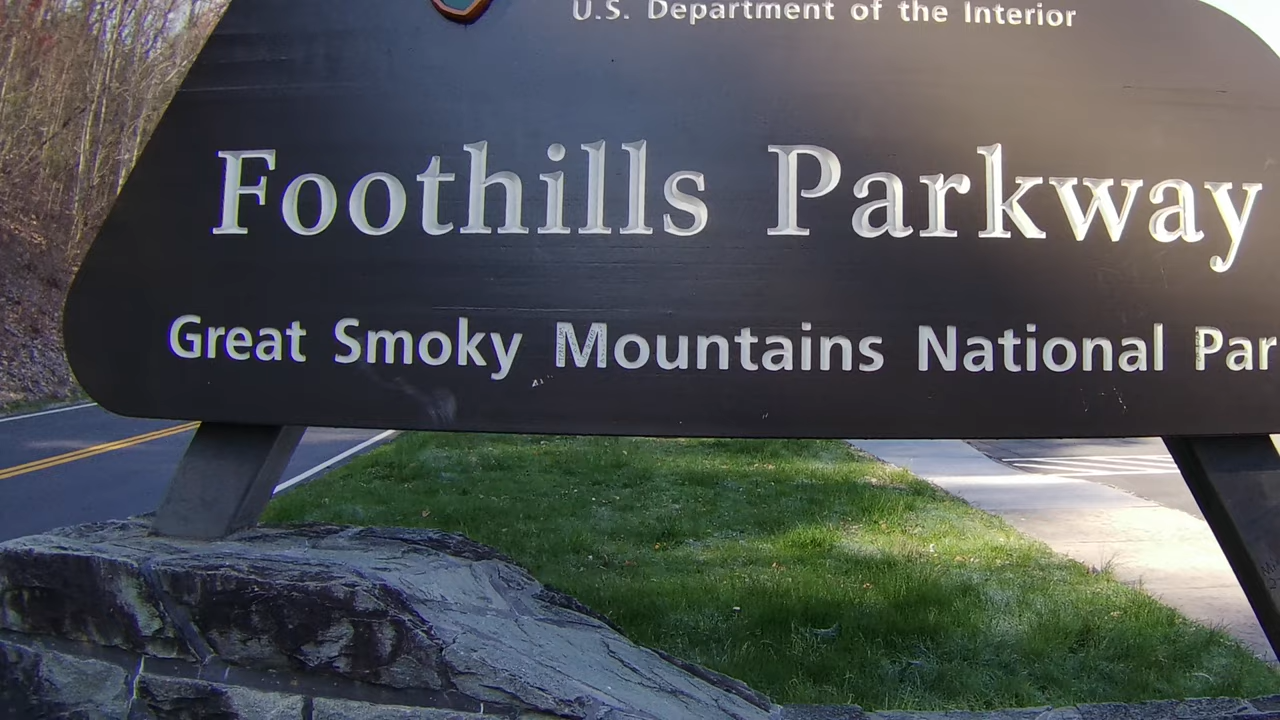 U.S. Department of the Interior
Foothills Parkway
Great Smoky Mountains National Par